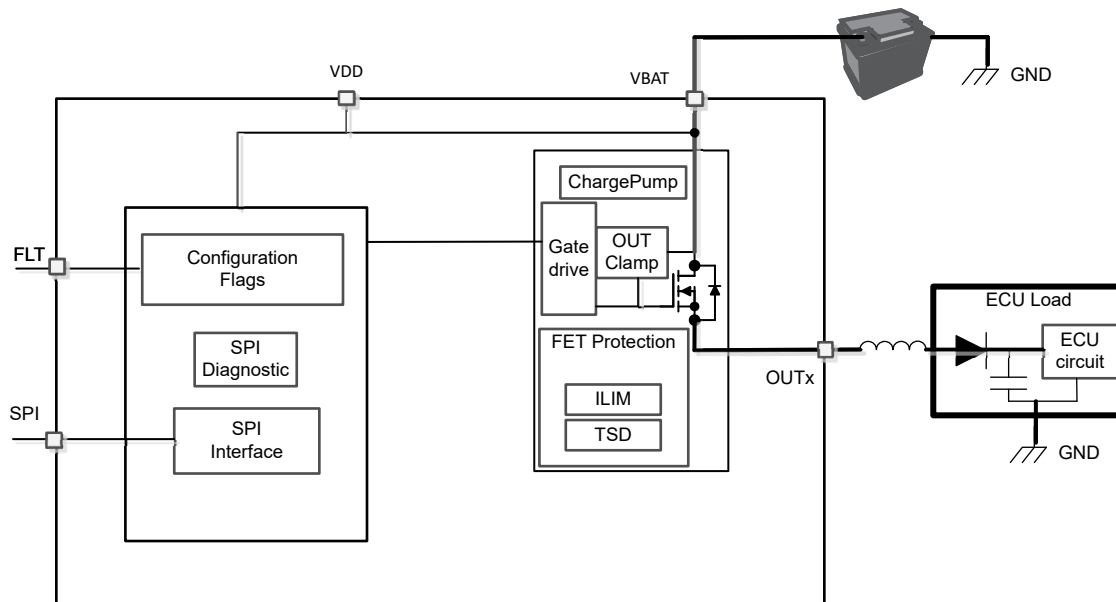 VDD
VBAT
GND
ChargePump
FLT
Configuration
Flags
Gate
drive
OUT
Clamp
ECU Load
SPI
Diagnostic
FET Protection
ECU
circuit
OUTx
ILIM
SPI
SPI
Interface
TSD
GND